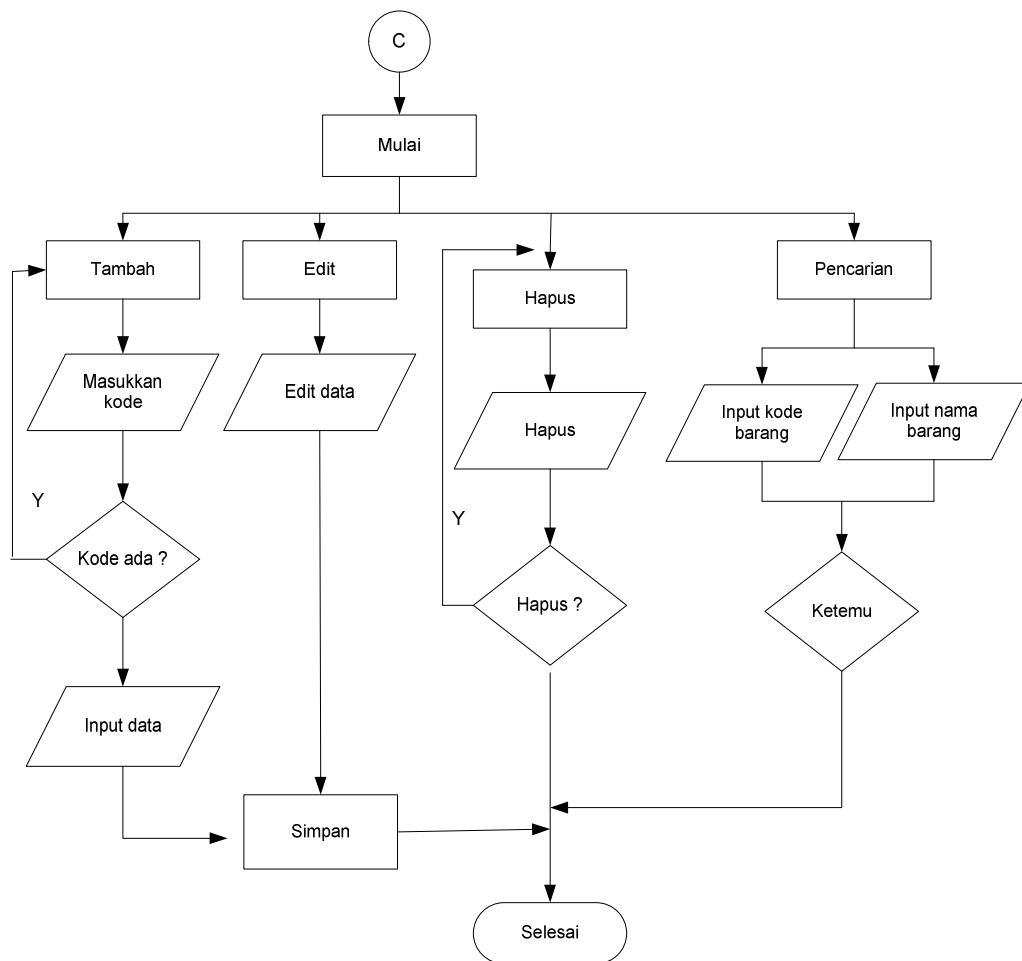 C
Mulai
Tambah
Edit
Hapus
Pencarian
Masukkan
kode
Edit data
Hapus
Input kode
barang
Input nama
barang
Y
Y
Kode ada ?
Hapus ?
Ketemu
Input data
Simpan
Selesai